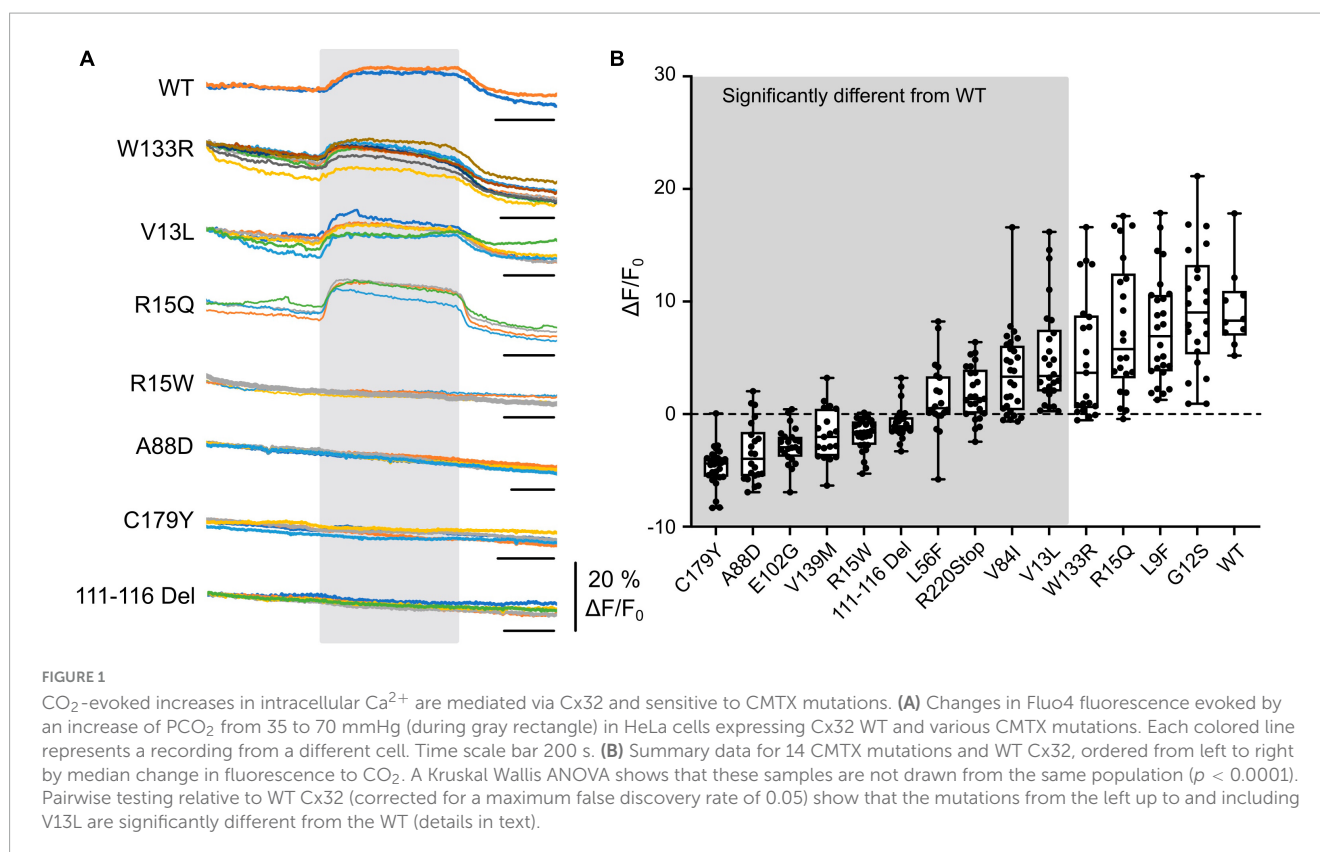 A
WT
W133R
V13L
R15Q
R15W
A88D
C179Y
111-116 Del
20 %
ΔF/F₀
B
Significantly different from WT
ΔF/F₀
30
20
10
0
-10
C179Y
A88D
E102G
V139M
R15W
111-116 Del
L56F
R220Stop
V84I
V13L
W133R
R15Q
L9F
G12S
WT
FIGURE 1
CO₂-evoked increases in intracellular Ca²⁺ are mediated via Cx32 and sensitive to CMTX mutations. (A) Changes in Fluo4 fluorescence evoked by
an increase of PCO₂ from 35 to 70 mmHg (during gray rectangle) in HeLa cells expressing Cx32 WT and various CMTX mutations. Each colored line
represents a recording from a different cell. Time scale bar 200 s. (B) Summary data for 14 CMTX mutations and WT Cx32, ordered from left to right
by median change in fluorescence to CO₂. A Kruskal Wallis ANOVA shows that these samples are not drawn from the same population (p < 0.0001).
Pairwise testing relative to WT Cx32 (corrected for a maximum false discovery rate of 0.05) show that the mutations from the left up to and including
V13L are significantly different from the WT (details in text).